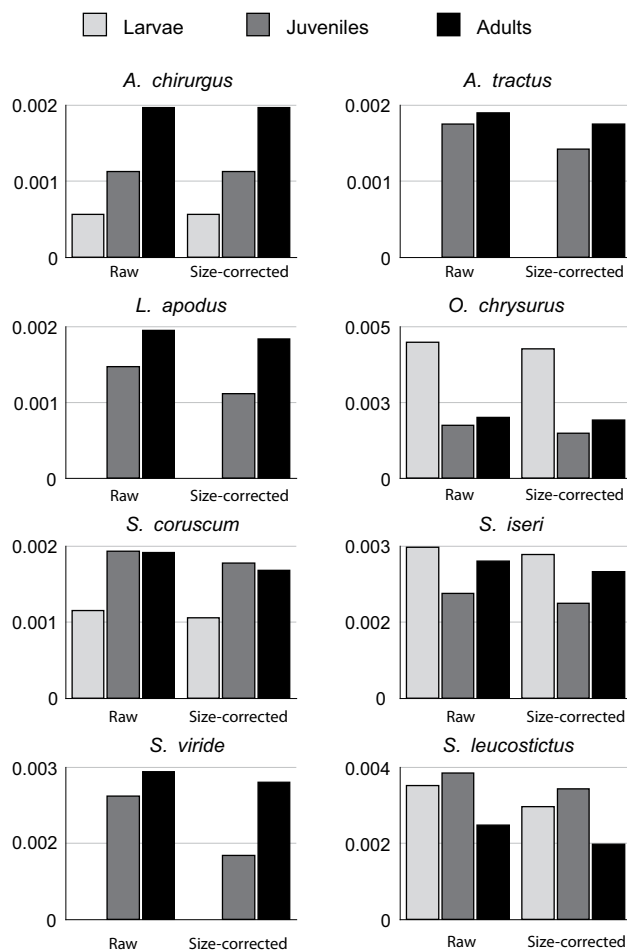 Larvae Juveniles Adults
A. chirurgus A. tractus
0.002
0.001
0
Raw Size-corrected
0.002
0.001
0
Raw Size-corrected
L. apodus O. chrysurus
0.002
0.001
0
Raw Size-corrected
0.005
0.003
0
Raw Size-corrected
S. coruscum S. iseri
0.002
0.001
0
Raw Size-corrected
0.003
0.002
0
Raw Size-corrected
S. viride S. leucostictus
0.003
0.002
0
Raw Size-corrected
0.004
0.002
0
Raw Size-corrected